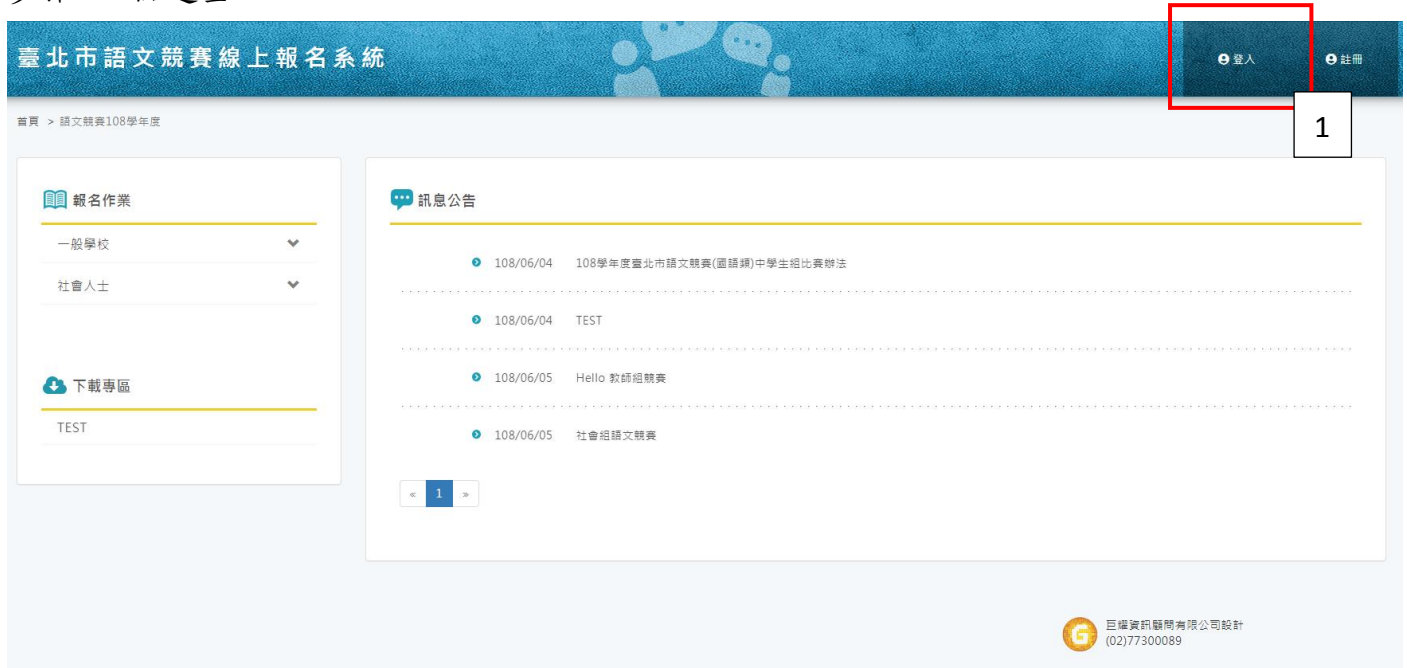 臺北市語文競賽線上報名系統
登入
註冊
1
首頁 > 語文競賽108學年度
報名作業
一般學校
社會人士
下載專區
TEST
訊息公告
108/06/04 108學年度臺北市語文競賽(國語類)中學生組比賽辦法
108/06/04 TEST
108/06/05 Hello 教師組競賽
108/06/05 社會組語文競賽
« 1 »
G
巨耀資訊顧問有限公司設計
(02)77300089